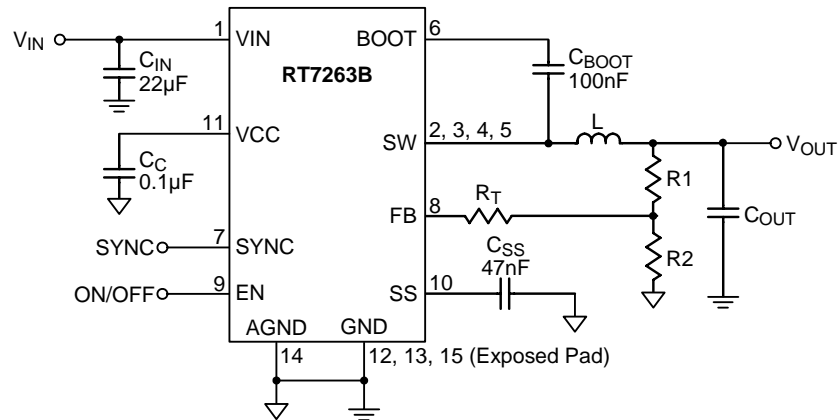 VIN
1
VIN
CIN
22µF
11
VCC
CC
0.1µF
SYNC
7
SYNC
ON/OFF
9
EN
RT7263B
BOOT
6
CBOOT
100nF
SW
2, 3, 4, 5
L
VOUT
R1
RT
FB
8
COUT
R2
CSS
47nF
SS
10
AGND
GND
14
12, 13, 15 (Exposed Pad)